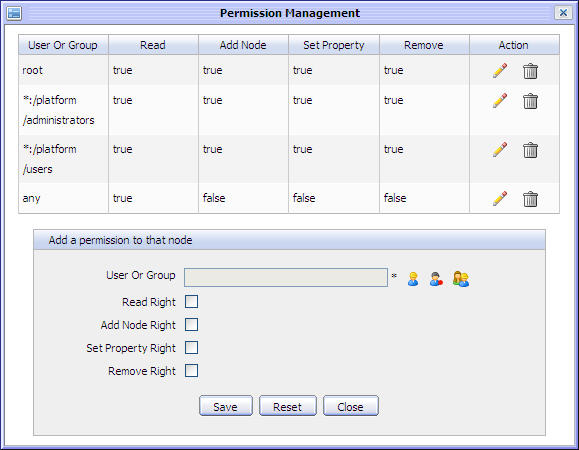 Permission Management
User Or Group Read Add Node Set Property Remove Action
root true true true true
*:/platform true true true true
/administrators
*:/platform true true true true
/users
any true false false false
Add a permission to that node
User Or Group *
Read Right
Add Node Right
Set Property Right
Remove Right
Save Reset Close